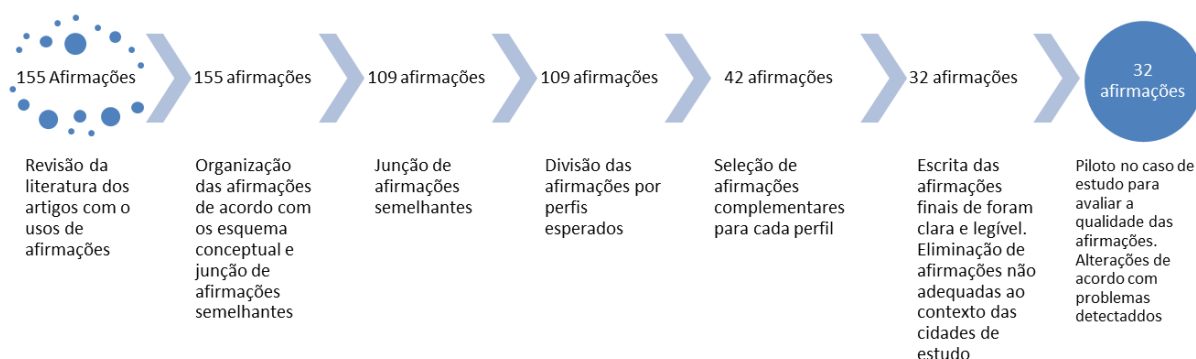 155 Afirmações
155 afirmações
109 afirmações
109 afirmações
42 afirmações
32 afirmações
32
afirmações
Revisão da
literatura dos
artigos com o
usos de
afirmações
Organização
das afirmações
de acordo com
os esquema
conceptual e
junção de
afirmações
semelhantes
Junção de
afirmações
semelhantes
Divisão das
afirmações por
perfis
esperados
Seleção de
afirmações
complementares
para cada perfil
Escrita das
afirmações
finais de foram
clara e legível.
Eliminação de
afirmações não
adequadas ao
contexto das
cidades de
estudo
Piloto no caso de
estudo para
avaliar a
qualidade das
afirmações.
Alterações de
acordo com
problemas
detectaddos